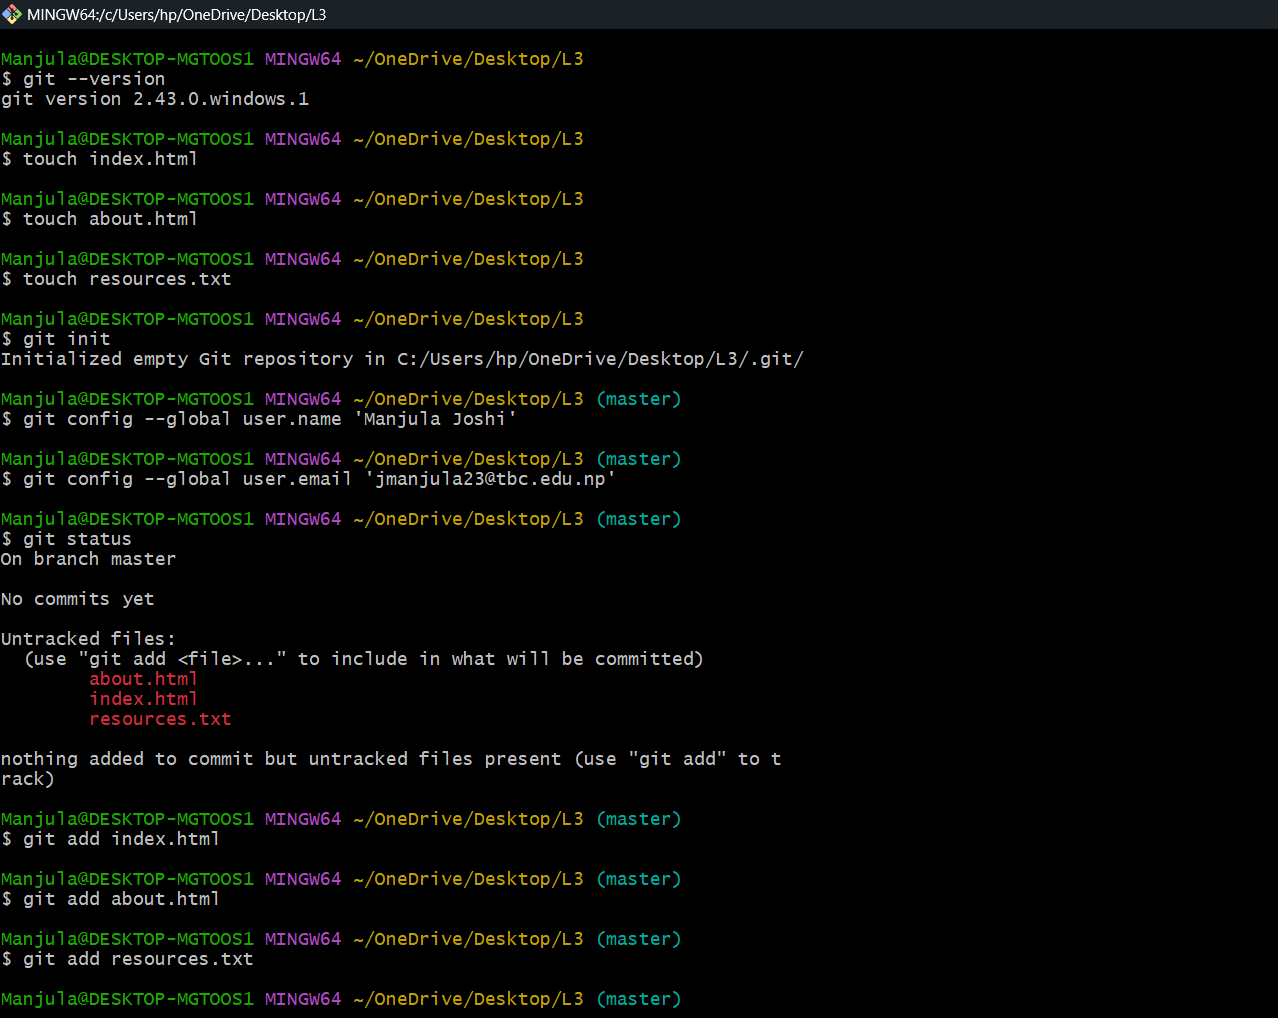 MINGW64:/c/Users/hp/OneDrive/Desktop/L3
Manjula@DESKTOP-MGTOOS1 MINGW64 ~/OneDrive/Desktop/L3
$ git --version
git version 2.43.0.windows.1
Manjula@DESKTOP-MGTOOS1 MINGW64 ~/OneDrive/Desktop/L3
$ touch index.html
Manjula@DESKTOP-MGTOOS1 MINGW64 ~/OneDrive/Desktop/L3
$ touch about.html
Manjula@DESKTOP-MGTOOS1 MINGW64 ~/OneDrive/Desktop/L3
$ touch resources.txt
Manjula@DESKTOP-MGTOOS1 MINGW64 ~/OneDrive/Desktop/L3
$ git init
Initialized empty Git repository in C:/Users/hp/OneDrive/Desktop/L3/.git/
Manjula@DESKTOP-MGTOOS1 MINGW64 ~/OneDrive/Desktop/L3 (master)
$ git config --global user.name 'Manjula Joshi'
Manjula@DESKTOP-MGTOOS1 MINGW64 ~/OneDrive/Desktop/L3 (master)
$ git config --global user.email 'jmanjula23@tbc.edu.np'
Manjula@DESKTOP-MGTOOS1 MINGW64 ~/OneDrive/Desktop/L3 (master)
$ git status
On branch master
No commits yet
Untracked files:
  (use "git add <file>..." to include in what will be committed)
        about.html
        index.html
        resources.txt
nothing added to commit but untracked files present (use "git add" to t
rack)
Manjula@DESKTOP-MGTOOS1 MINGW64 ~/OneDrive/Desktop/L3 (master)
$ git add index.html
Manjula@DESKTOP-MGTOOS1 MINGW64 ~/OneDrive/Desktop/L3 (master)
$ git add about.html
Manjula@DESKTOP-MGTOOS1 MINGW64 ~/OneDrive/Desktop/L3 (master)
$ git add resources.txt
Manjula@DESKTOP-MGTOOS1 MINGW64 ~/OneDrive/Desktop/L3 (master)